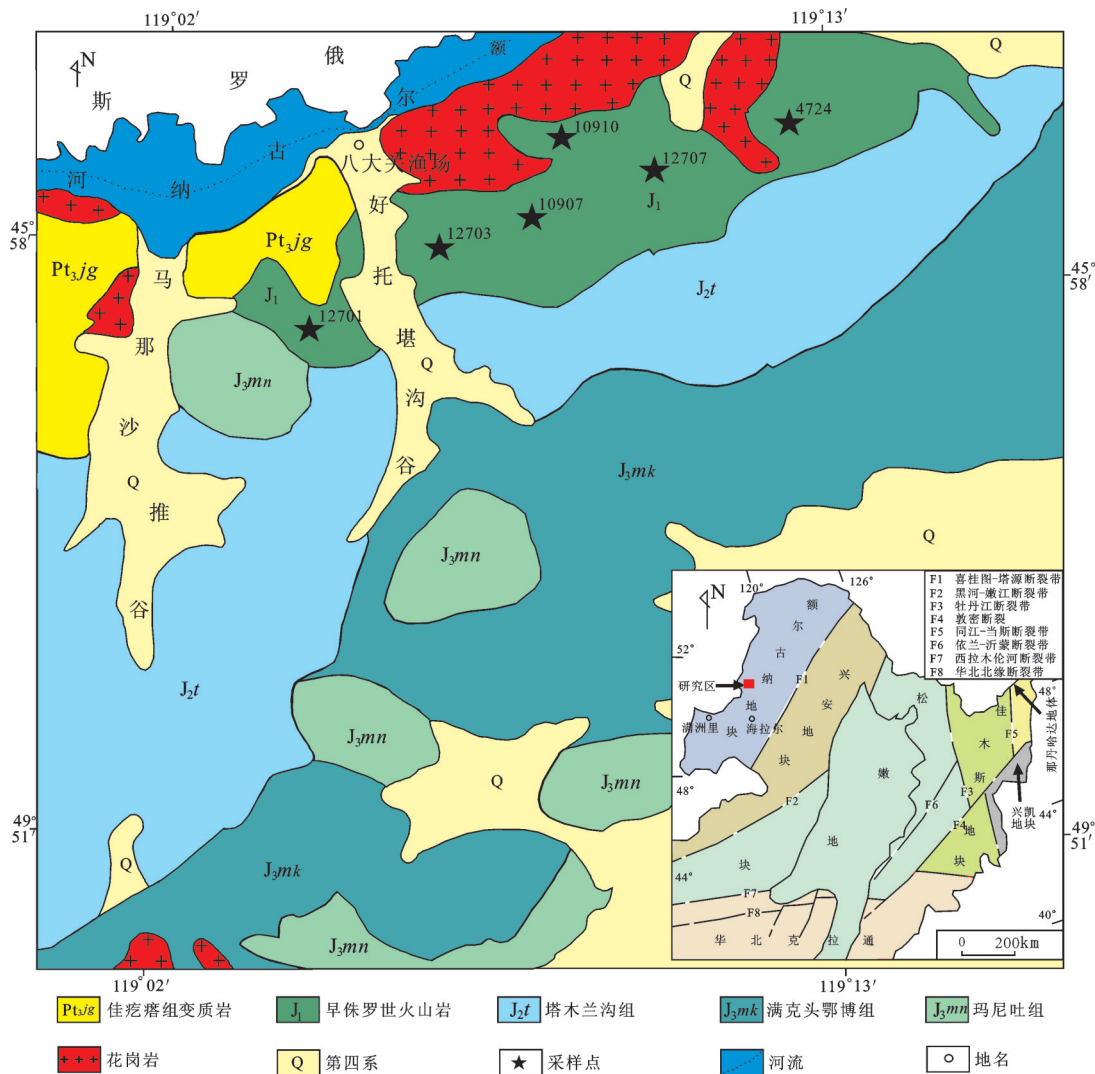 119°02′
119°13′
N
俄
罗
斯
额
尔
古
纳
河
Q
Q
4724
10910
八大关渔场
12707
J₁
10907
12703
45°
58′
45°
58′
Pt₃jg
Pt₃jg
马
那
沙
推
谷
Q
好
托
堪
沟
谷
Q
J₁
12701
J₂t
J₃mn
J₃mk
J₃mn
Q
J₂t
J₃mn
Q
J₃mn
49°
51′
49°
51′
Q
J₃mk
J₃mn
119°02′
119°13′
N
120°
126°
F1 喜桂图-塔源断裂带
F2 黑河-嫩江断裂带
F3 牡丹江断裂带
F4 敦密断裂
F5 同江-当斯断裂带
F6 依兰-沂蒙断裂带
F7 西拉木伦河断裂带
F8 华北北缘断裂带
52°
48°
44°
48°
44°
40°
研究区
满洲里
海拉尔
额尔古纳地块
兴安地块
松嫩地块
佳木斯地块
那丹哈达地体
兴凯
地块
F1
F2
F3
F4
F5
F6
F7
F8
华北克拉通
0 200km
Pt₃jg 佳疙瘩组变质岩
J₁ 早侏罗世火山岩
J₂t 塔木兰沟组
J₃mk 满克头鄂博组
J₃mn 玛尼吐组
花岗岩
Q 第四系
采样点
河流
地名